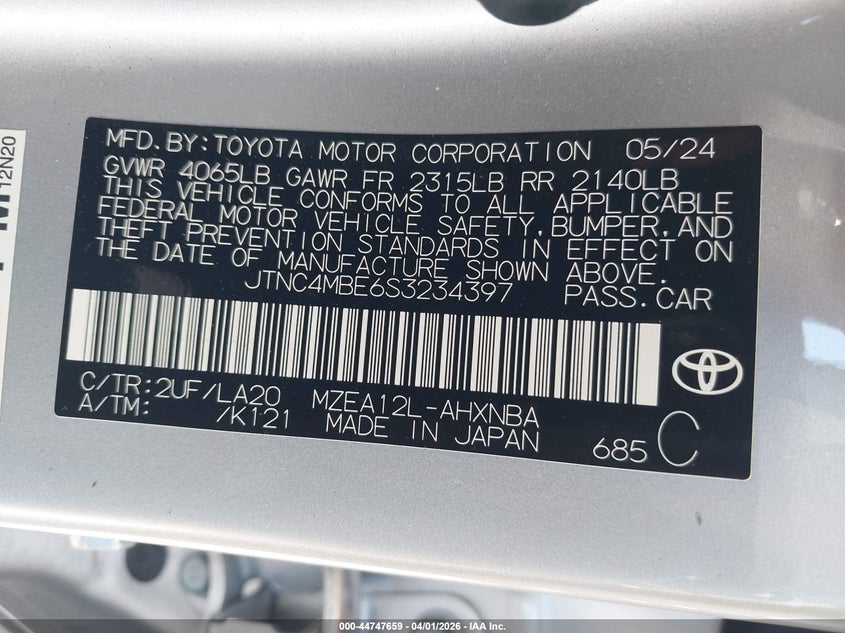 MFD.BY:TOYOTA MOTOR CORPORATION 05/24
GVWR 4065LB GAWR FR 2315LB RR 2140LB
THIS VEHICLE CONFORMS TO ALL APPLICABLE
FEDERAL MOTOR VEHICLE SAFETY,BUMPER,AND
THEFT PREVENTION STANDARDS IN EFFECT ON
THE DATE OF MANUFACTURE SHOWN ABOVE.
JTNC4MBE6S3234397 PASS.CAR
C/TR:2UF/LA20 MZEA12L-AHXNBA
A/TM: /K121 MADE IN JAPAN
685 C
12N20
000-44747659 - 04/01/2026 - IAA Inc.